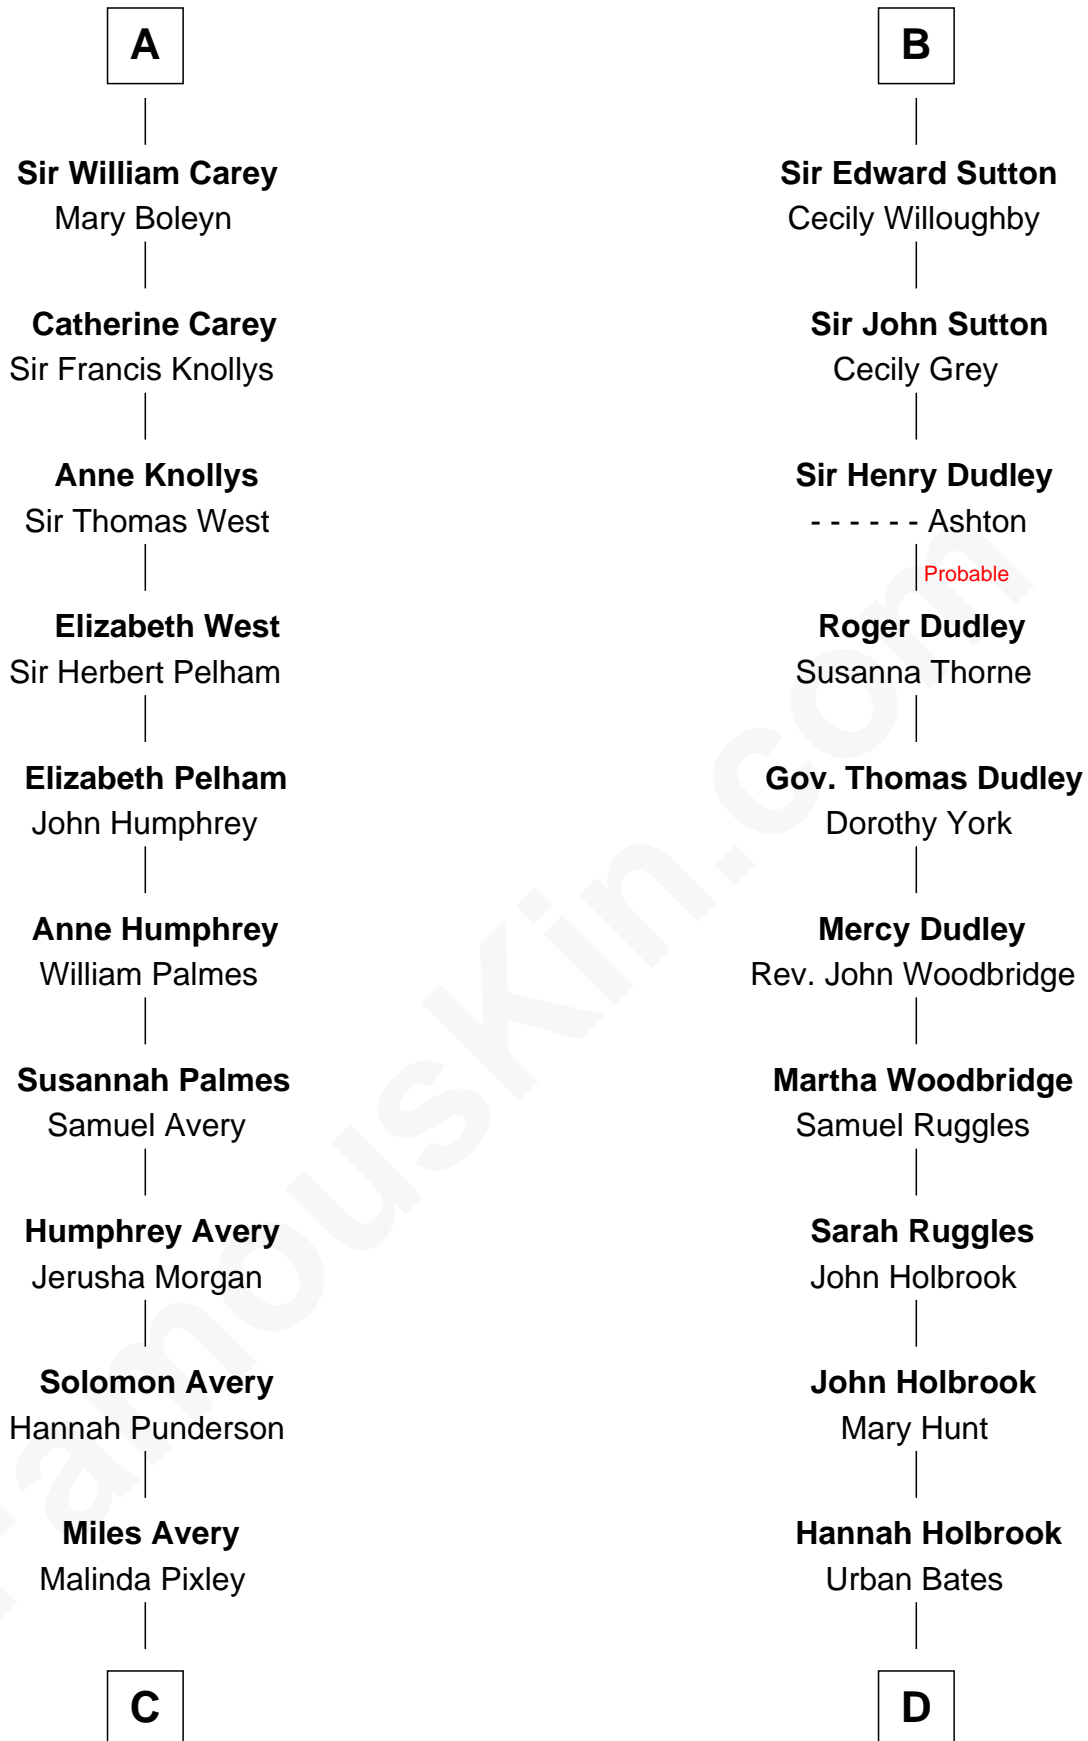 A
Sir William Carey
Mary Boleyn
Catherine Carey
Sir Francis Knollys
Anne Knollys
Sir Thomas West
Elizabeth West
Sir Herbert Pelham
Elizabeth Pelham
John Humphrey
Anne Humphrey
William Palmes
Susannah Palmes
Samuel Avery
Humphrey Avery
Jerusha Morgan
Solomon Avery
Hannah Punderson
Miles Avery
Malinda Pixley
C
B
Sir Edward Sutton
Cecily Willoughby
Sir John Sutton
Cecily Grey
Sir Henry Dudley
- - - - - - Ashton
Probable
Roger Dudley
Susanna Thorne
Gov. Thomas Dudley
Dorothy York
Mercy Dudley
Rev. John Woodbridge
Martha Woodbridge
Samuel Ruggles
Sarah Ruggles
John Holbrook
John Holbrook
Mary Hunt
Hannah Holbrook
Urban Bates
D
FamousKin.com